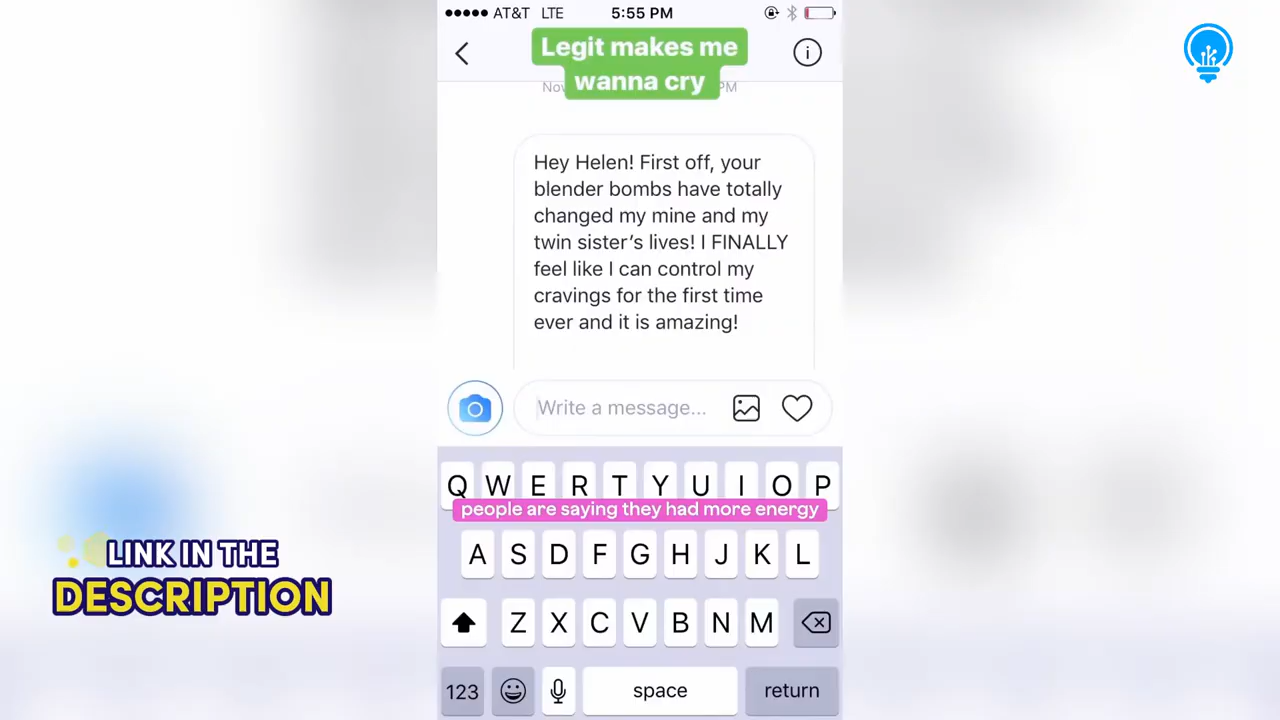 AT&T LTE 5:55 PM
Legit makes me
wanna cry
Nov PM
Hey Helen! First off, your
blender bombs have totally
changed my mine and my
twin sister's lives! I FINALLY
feel like I can control my
cravings for the first time
ever and it is amazing!
Write a message...
Q W E R T Y U I O P
people are saying they had more energy
A S D F G H J K L
LINK IN THE
DESCRIPTION
Z X C V B N M
123 space return